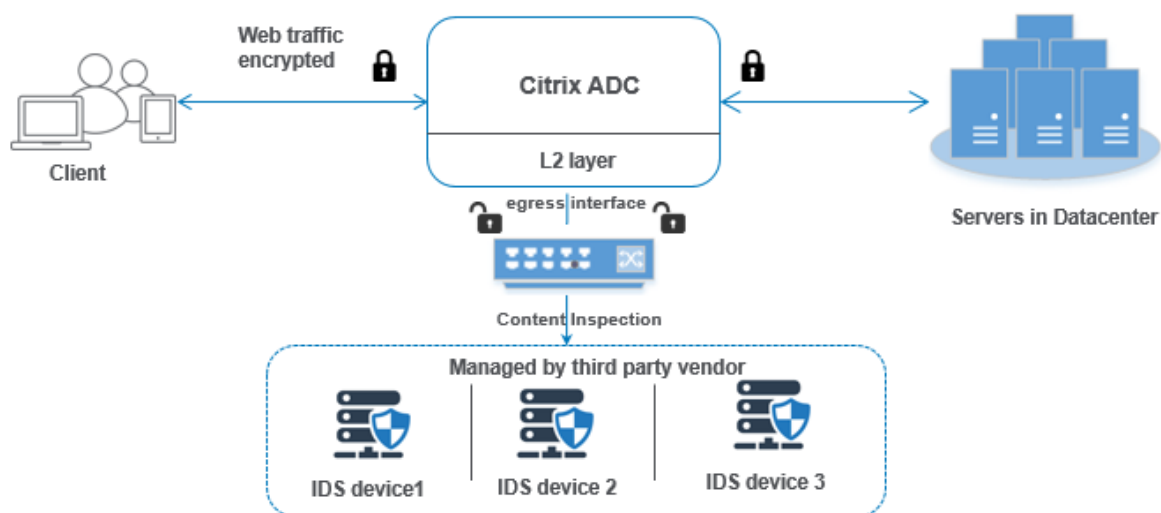 Web traffic
encrypted
Citrix ADC
L2 layer
Client
egress interface
Servers in Datacenter
Content Inspection
Managed by third party vendor
IDS device1
IDS device 2
IDS device 3